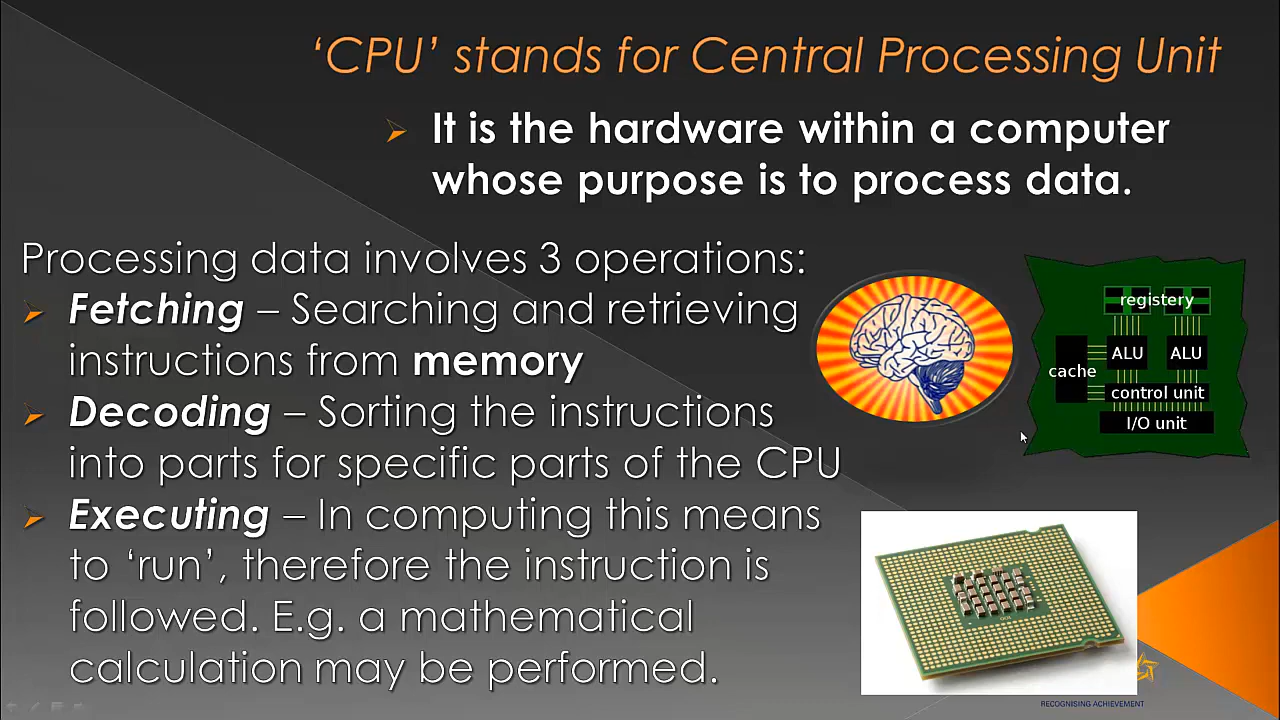 ‘CPU’ stands for Central Processing Unit
It is the hardware within a computer
whose purpose is to process data.
Processing data involves 3 operations:
Fetching – Searching and retrieving
instructions from memory
Decoding – Sorting the instructions
into parts for specific parts of the CPU
Executing – In computing this means
to ‘run’, therefore the instruction is
followed. E.g. a mathematical
calculation may be performed.
registery
ALU ALU
cache
control unit
I/O unit
RECOGNISING ACHIEVEMENT